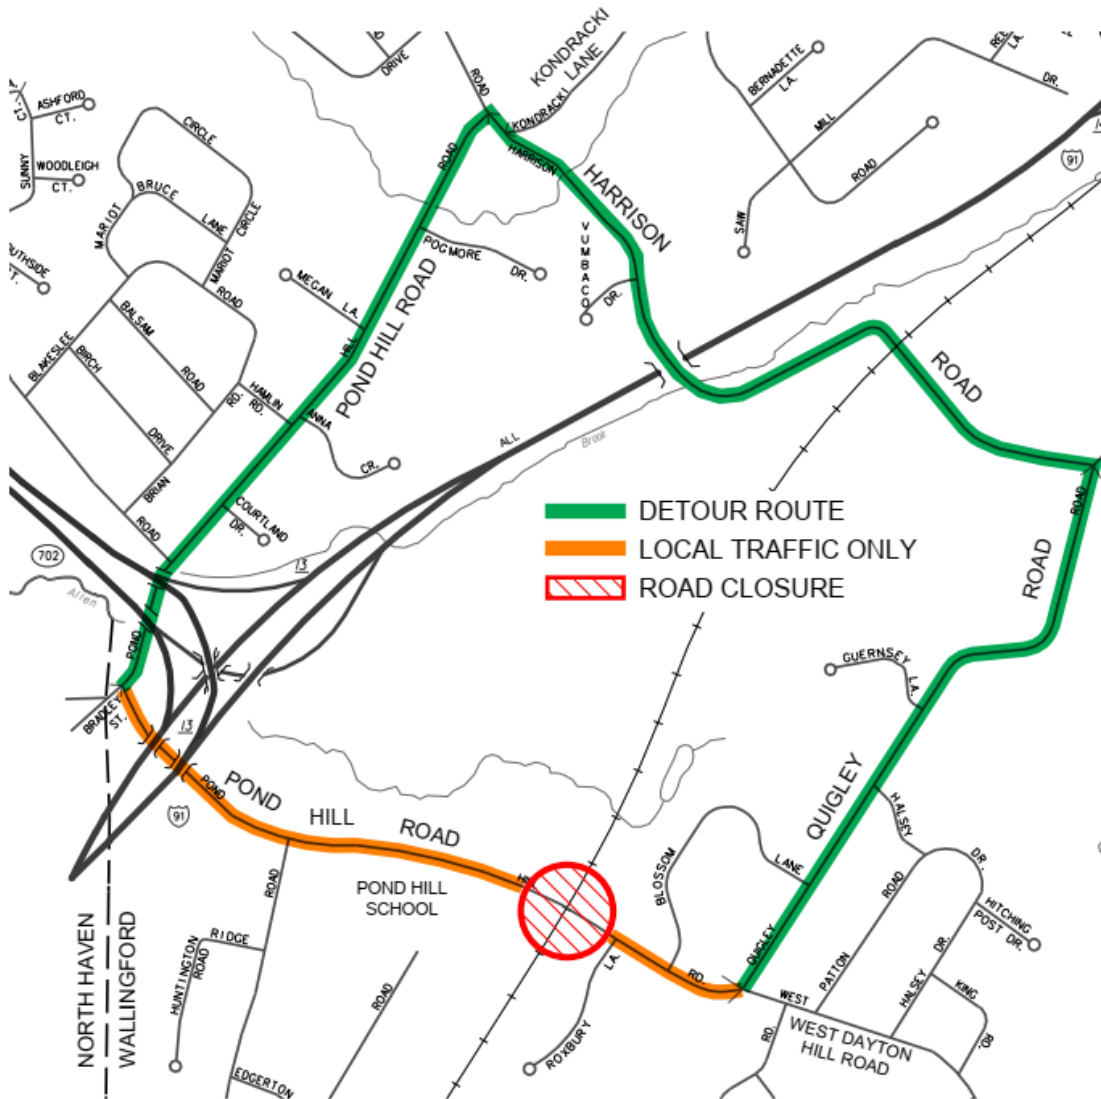 ASHFORD
CT.
CT.
SUNNY
WOODLEIGH
CT.
CIRCLE
BRUCE
LANE
MARIOT
MARIOT
CIRCLE
ROAD
BLAKESLEE
BALSAM
ROAD
BIRCH
DRIVE
BRIAN
RD.
HAMLIN
RD.
ROAD
MEGAN LA.
HILL
ROAD
POND HILL ROAD
POGMORE DR.
ANNA
CR.
COURTLAND
DR.
DRIVE
ROAD
KONDRACKI
LANE
KONDRACKI
HARRISON
HARRISON
VUMBACO
DR.
BERNADETTE
LA.
MILL
ROAD
SAW
LA.
DR.
91
ROAD
ROAD
ROAD
ALL
Brook
DETOUR ROUTE
LOCAL TRAFFIC ONLY
ROAD CLOSURE
702
Allen
13
13
POND
BRADLEY
ST.
91
POND
POND HILL ROAD
POND HILL
SCHOOL
ROAD
RIDGE
HUNTINGTON
ROAD
EDGERTON
ROAD
NORTH HAVEN
WALLINGFORD
LA.
ROXBURY
BLOSSOM
LANE
RD.
QUIGLEY
QUIGLEY
GUERNSEY
LA.
HALSEY
DR.
ROAD
PATTON
HITCHING
POST DR.
HALSEY
DR.
KING
RD.
WEST
RD.
WEST DAYTON
HILL ROAD